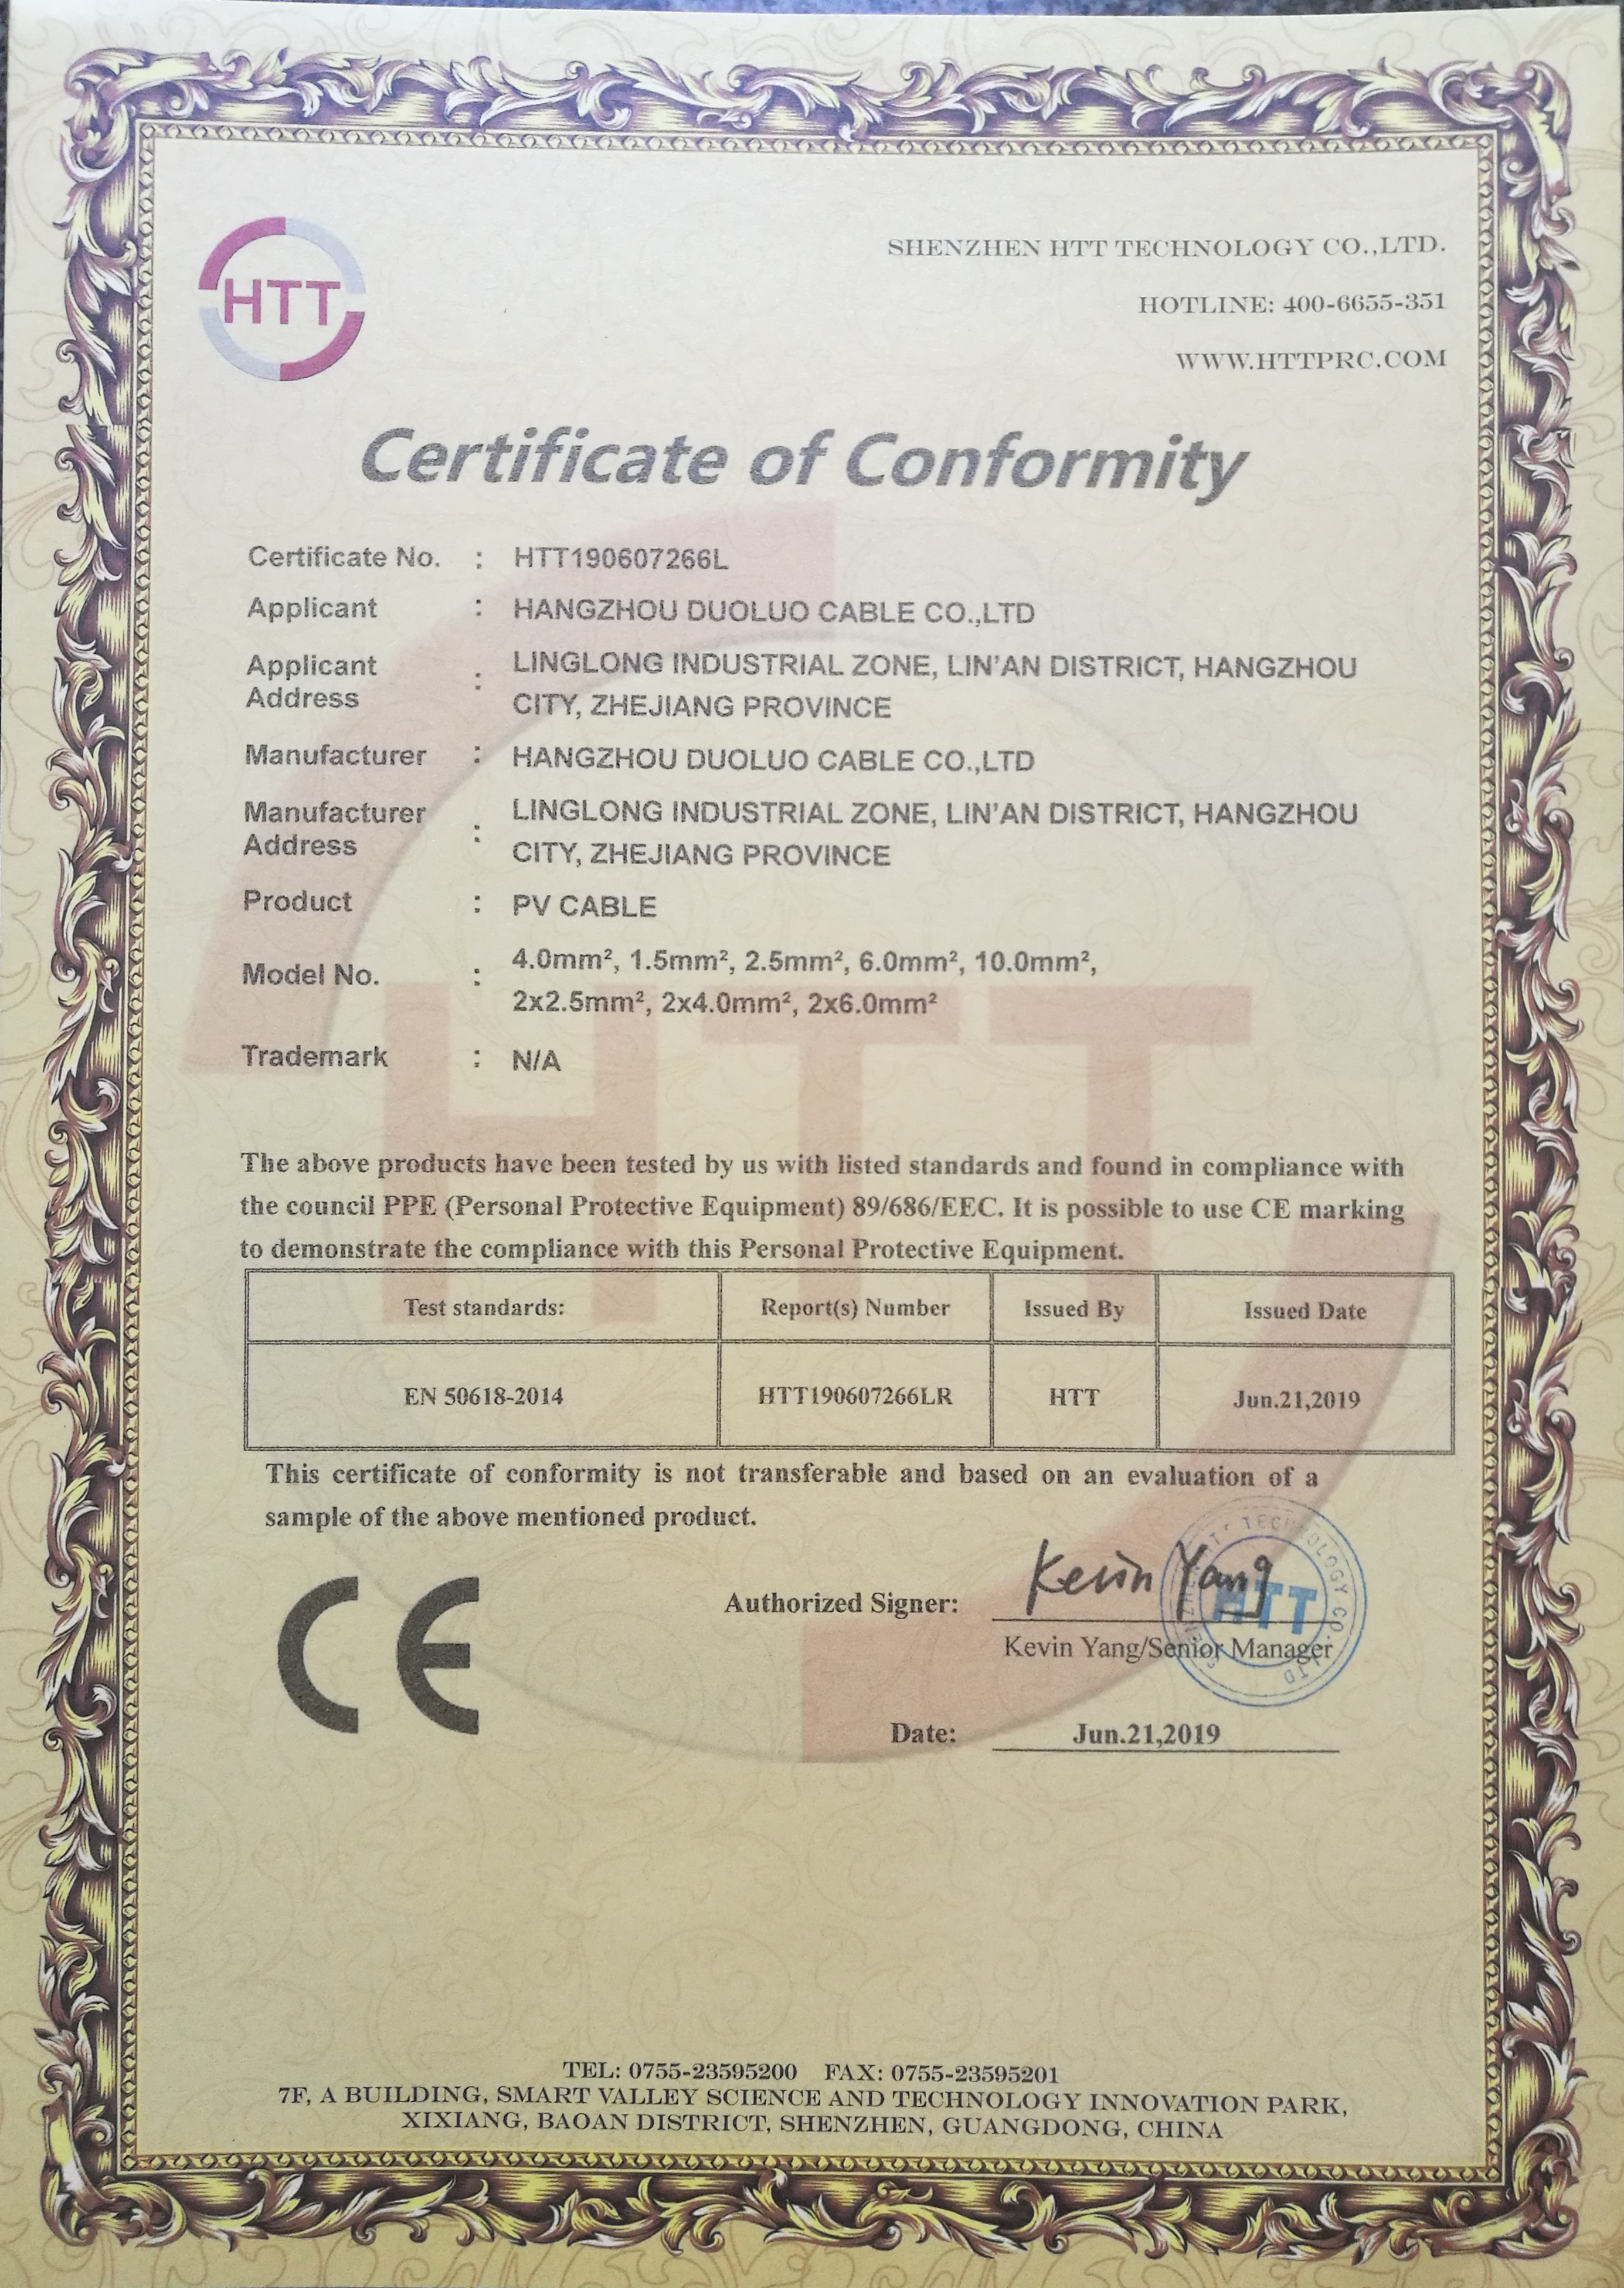 HTT
SHENZHEN HTT TECHNOLOGY CO.,LTD.
HOTLINE: 400-6655-351
WWW.HTTPRC.COM
Certificate of Conformity
Certificate No. : HTT190607266L
Applicant : HANGZHOU DUOLUO CABLE CO.,LTD
Applicant Address : LINGLONG INDUSTRIAL ZONE, LIN'AN DISTRICT, HANGZHOU
CITY, ZHEJIANG PROVINCE
Manufacturer : HANGZHOU DUOLUO CABLE CO.,LTD
Manufacturer Address : LINGLONG INDUSTRIAL ZONE, LIN'AN DISTRICT, HANGZHOU
CITY, ZHEJIANG PROVINCE
Product : PV CABLE
Model No. : 4.0mm², 1.5mm², 2.5mm², 6.0mm², 10.0mm²,
2x2.5mm², 2x4.0mm², 2x6.0mm²
Trademark : N/A
HTT
The above products have been tested by us with listed standards and found in compliance with
the council PPE (Personal Protective Equipment) 89/686/EEC. It is possible to use CE marking
to demonstrate the compliance with this Personal Protective Equipment.
Test standards: Report(s) Number Issued By Issued Date
EN 50618-2014 HTT190607266LR HTT Jun.21,2019
This certificate of conformity is not transferable and based on an evaluation of a
sample of the above mentioned product.
CE
Authorized Signer: Kevin Yang
Kevin Yang/Senior Manager
HTT
TECHNOLOGY CO., LTD
Date: Jun.21,2019
TEL: 0755-23595200 FAX: 0755-23595201
7F, A BUILDING, SMART VALLEY SCIENCE AND TECHNOLOGY INNOVATION PARK,
XIXIANG, BAOAN DISTRICT, SHENZHEN, GUANGDONG, CHINA